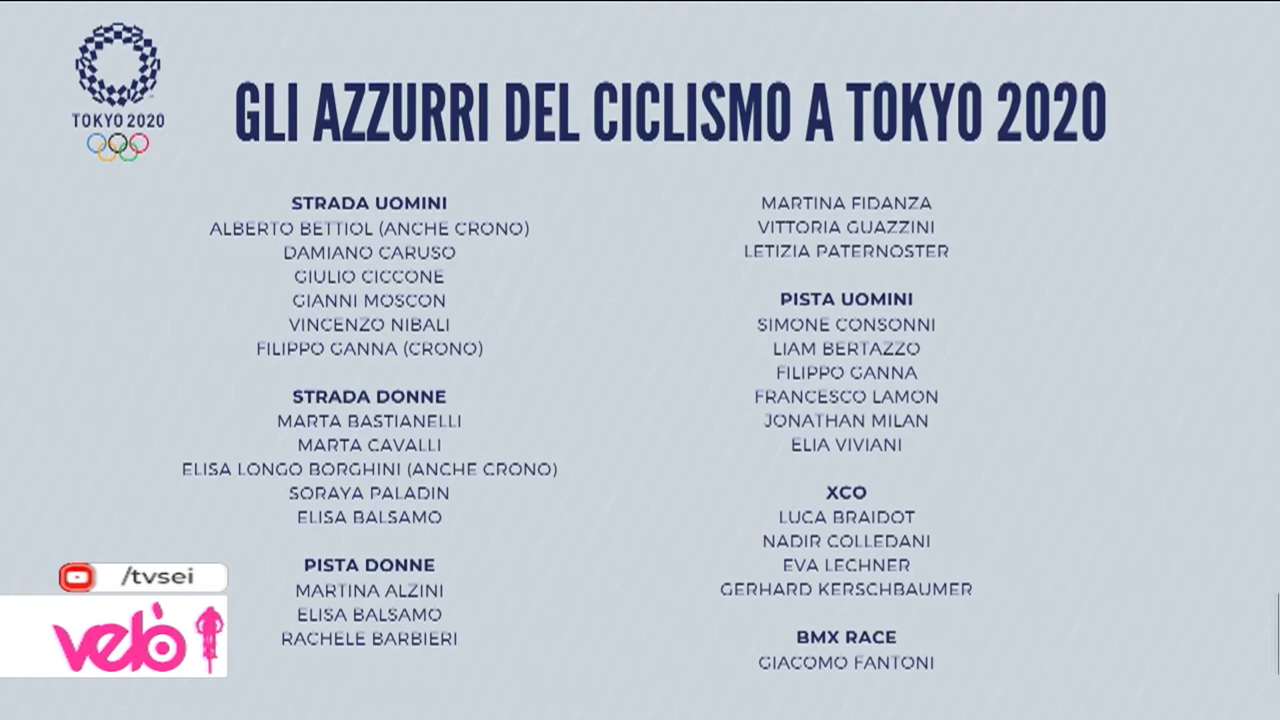 TOKYO 2020
GLI AZZURRI DEL CICLISMO A TOKYO 2020
STRADA UOMINI
ALBERTO BETTIOL (ANCHE CRONO)
DAMIANO CARUSO
GIULIO CICCONE
GIANNI MOSCON
VINCENZO NIBALI
FILIPPO GANNA (CRONO)
STRADA DONNE
MARTA BASTIANELLI
MARTA CAVALLI
ELISA LONGO BORGHINI (ANCHE CRONO)
SORAYA PALADIN
ELISA BALSAMO
PISTA DONNE
MARTINA ALZINI
ELISA BALSAMO
RACHELE BARBIERI
MARTINA FIDANZA
VITTORIA GUAZZINI
LETIZIA PATERNOSTER
PISTA UOMINI
SIMONE CONSONNI
LIAM BERTAZZO
FILIPPO GANNA
FRANCESCO LAMON
JONATHAN MILAN
ELIA VIVIANI
XCO
LUCA BRAIDOT
NADIR COLLEDANI
EVA LECHNER
GERHARD KERSCHBAUMER
BMX RACE
GIACOMO FANTONI
/tvsei
velò